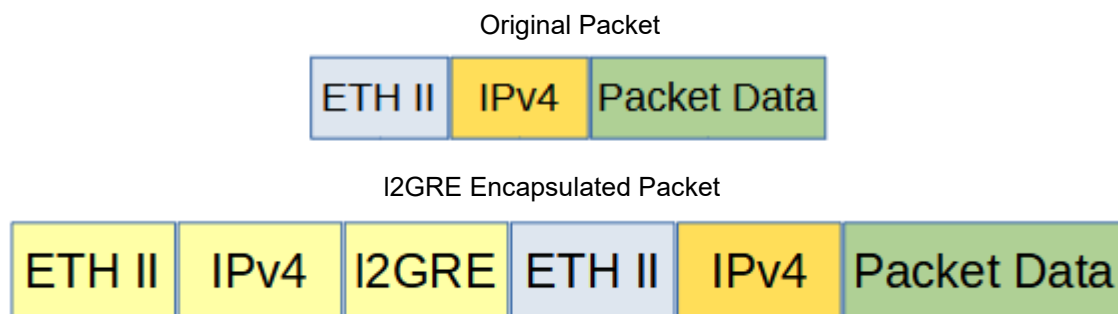 Original Packet
ETH II IPv4 Packet Data
l2GRE Encapsulated Packet
ETH II IPv4 l2GRE ETH II IPv4 Packet Data